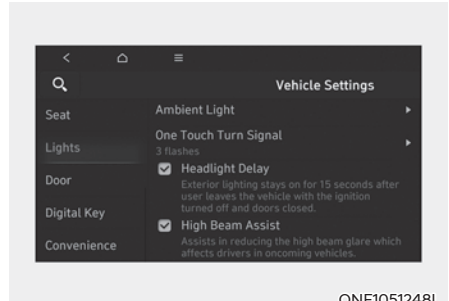 Vehicle Settings
Seat
Lights
Door
Digital Key
Convenience
Ambient Light
One Touch Turn Signal
3 flashes
Headlight Delay
Exterior lighting stays on for 15 seconds after
user leaves the vehicle with the ignition
turned off and doors closed.
High Beam Assist
Assists in reducing the high beam glare which
affects drivers in oncoming vehicles.